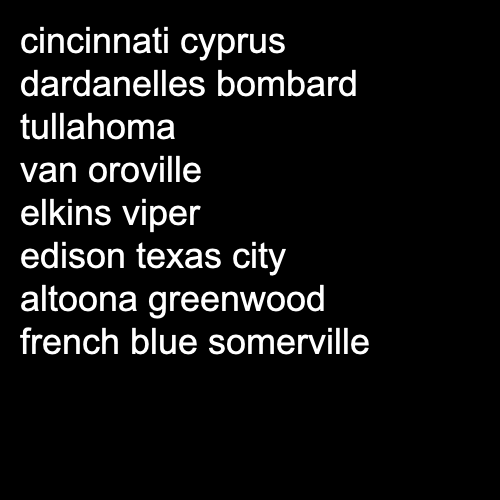 cincinnati cyprus
dardanelles bombard
tullahoma
van oroville
elkins viper
edison texas city
altoona greenwood
french blue somerville